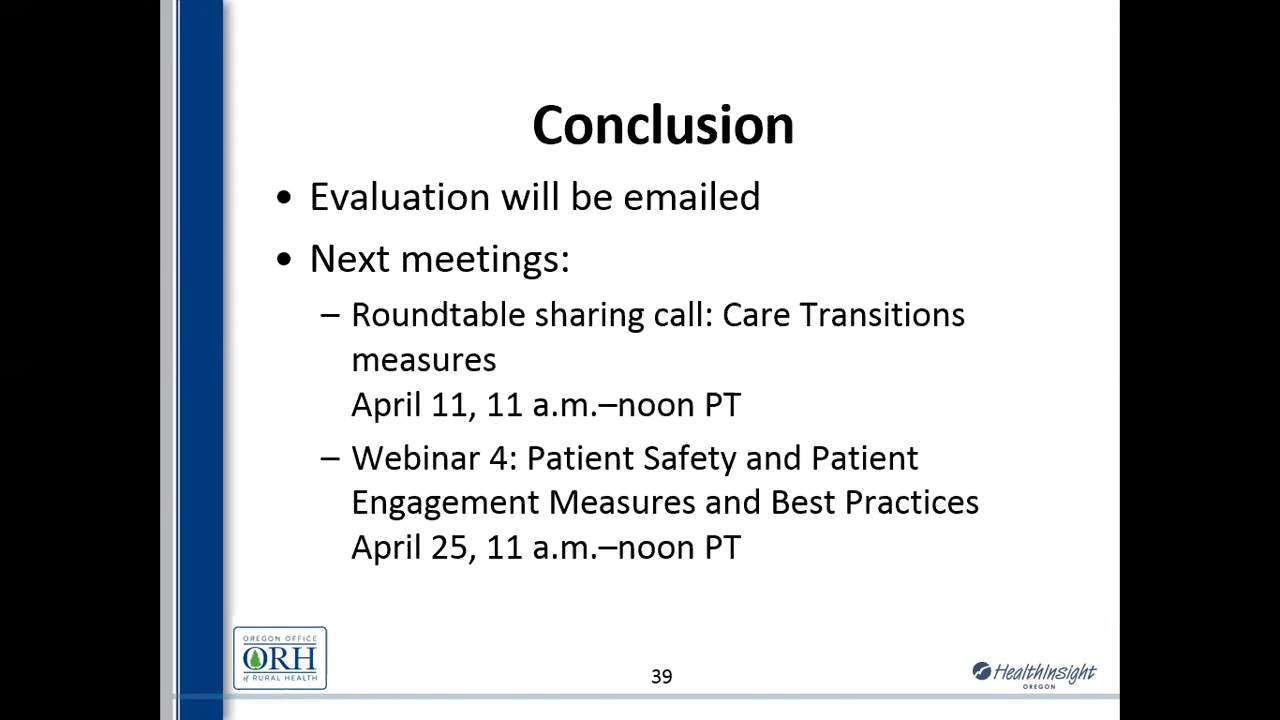 Conclusion
• Evaluation will be emailed
• Next meetings:
– Roundtable sharing call: Care Transitions
measures
April 11, 11 a.m.–noon PT
– Webinar 4: Patient Safety and Patient
Engagement Measures and Best Practices
April 25, 11 a.m.–noon PT
OREGON OFFICE
ORH
of RURAL HEALTH
39
HealthInsight
OREGON